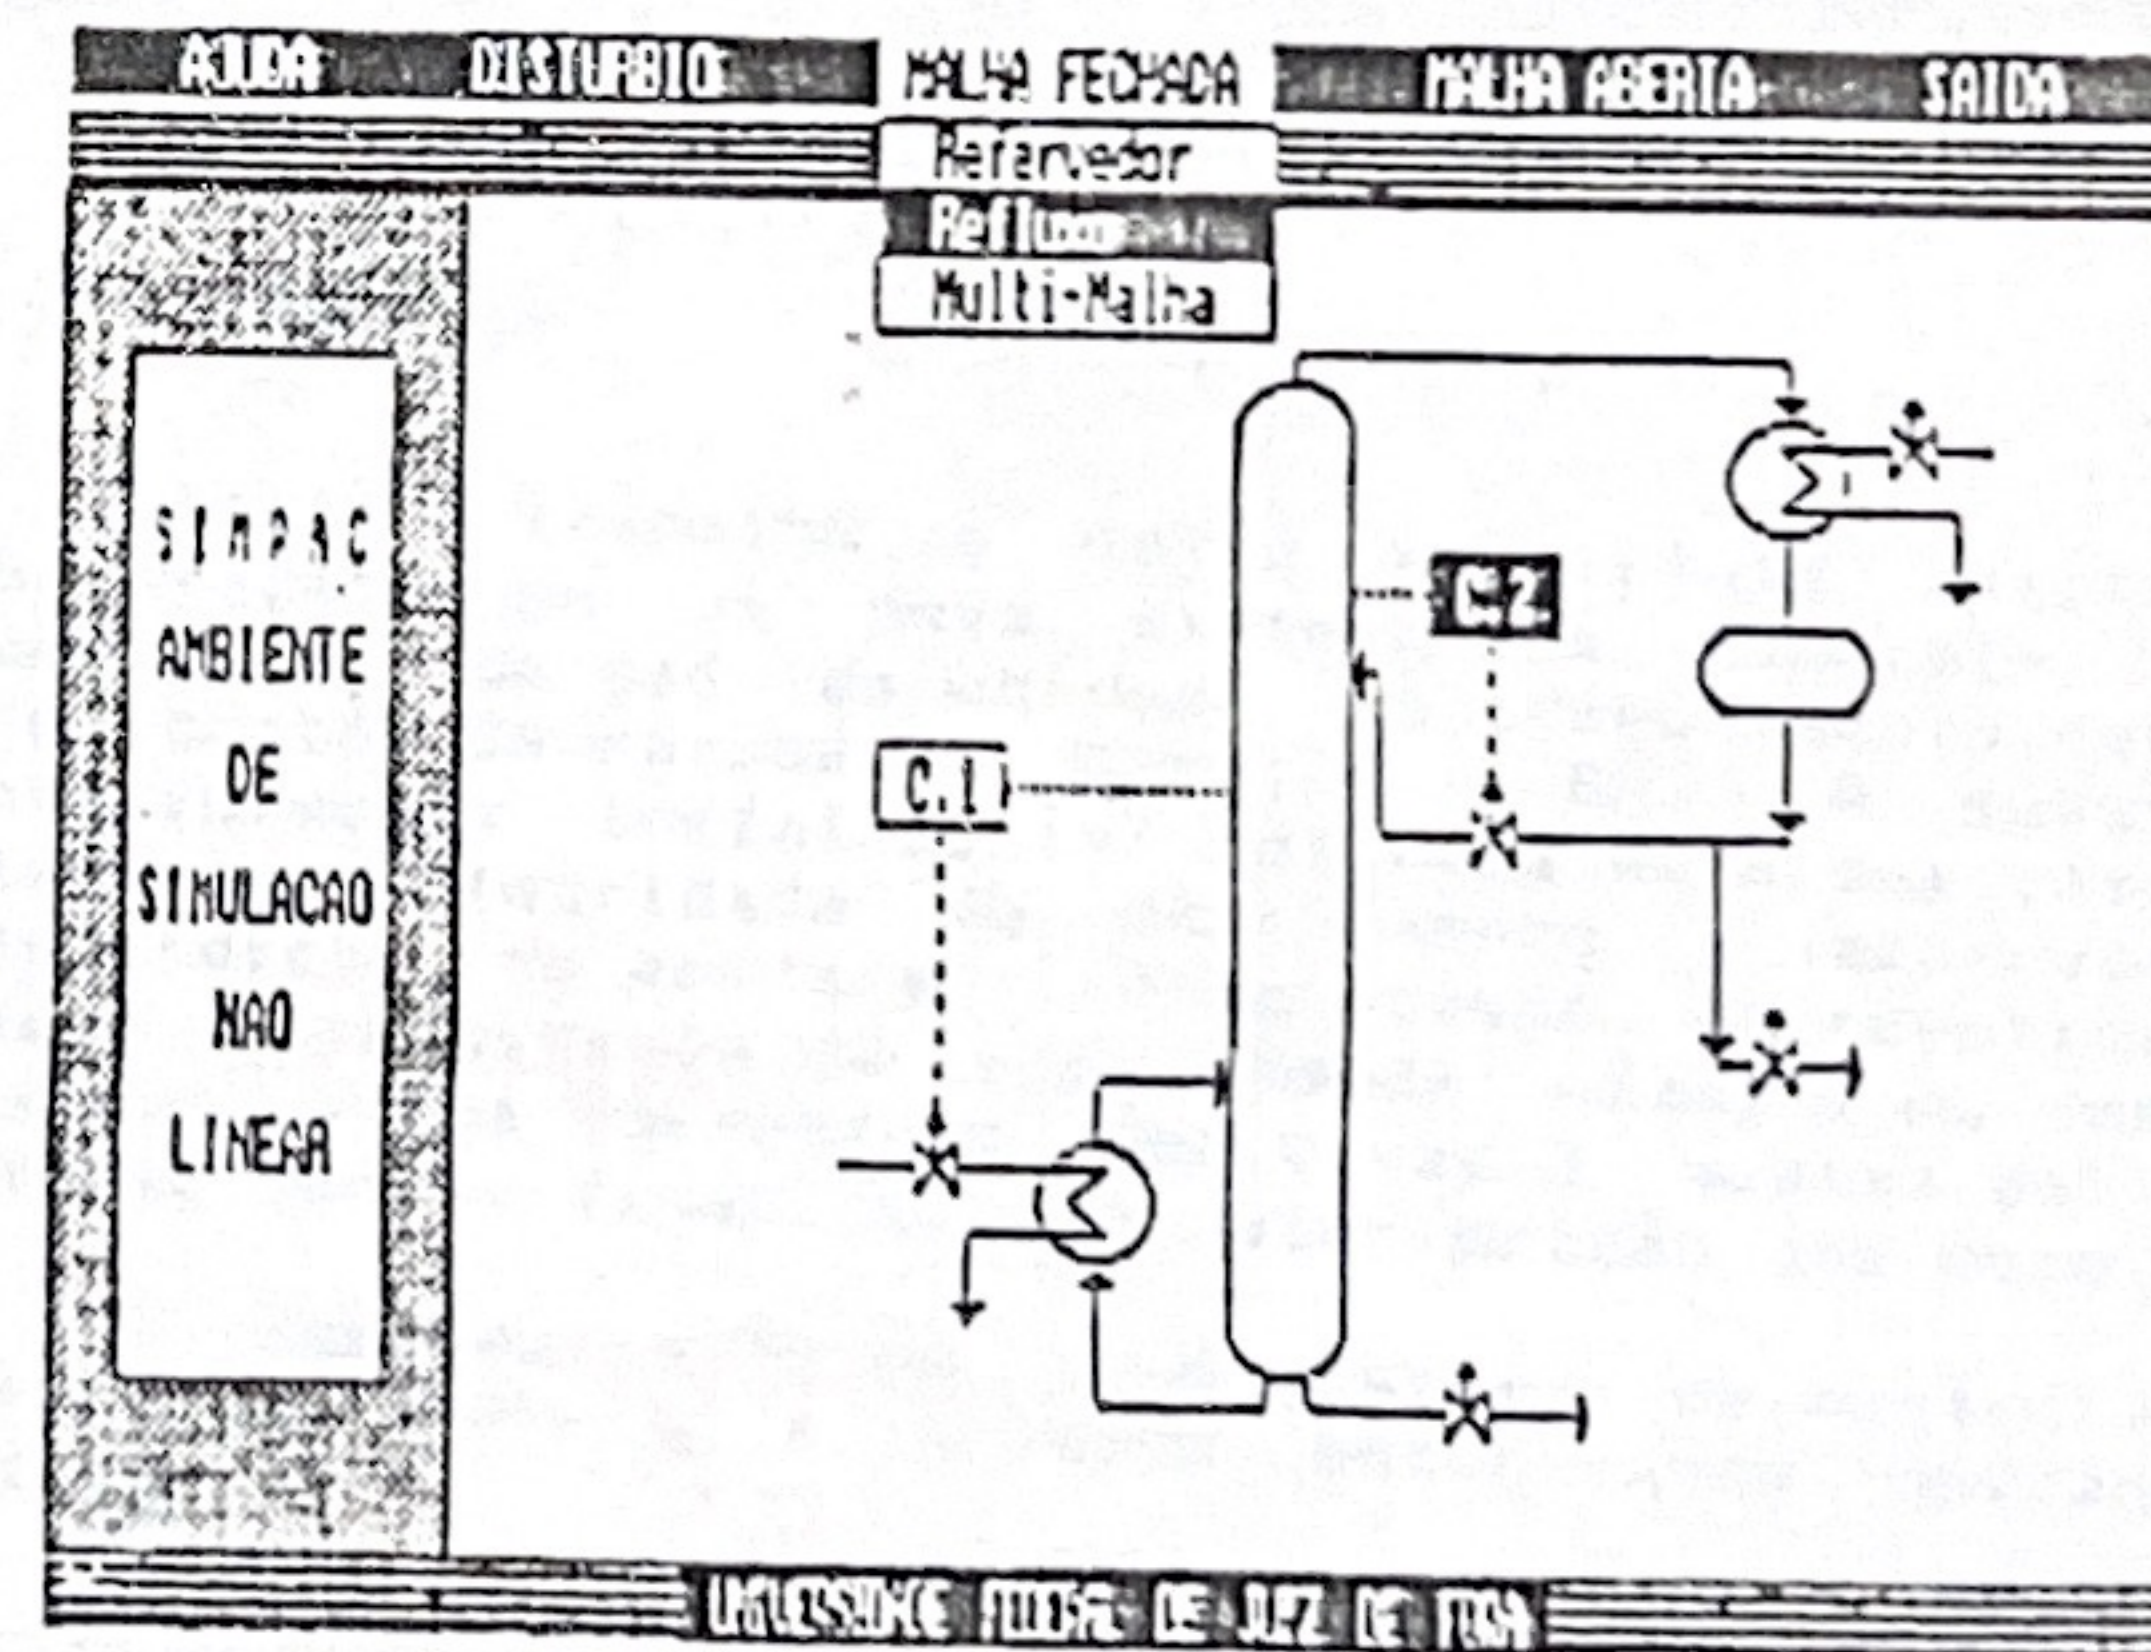 AJUDA DISTURBIO MALHA FECHADA MALHA ABERTA SAIDA
Refervedor
Refluxo
Multi-Malha
SIMPAC
AMBIENTE
DE
SIMULACAO
NAO
LINEAR
C.1
C.2
UNIVERSIDADE FEDERAL DE JUIZ DE FORA